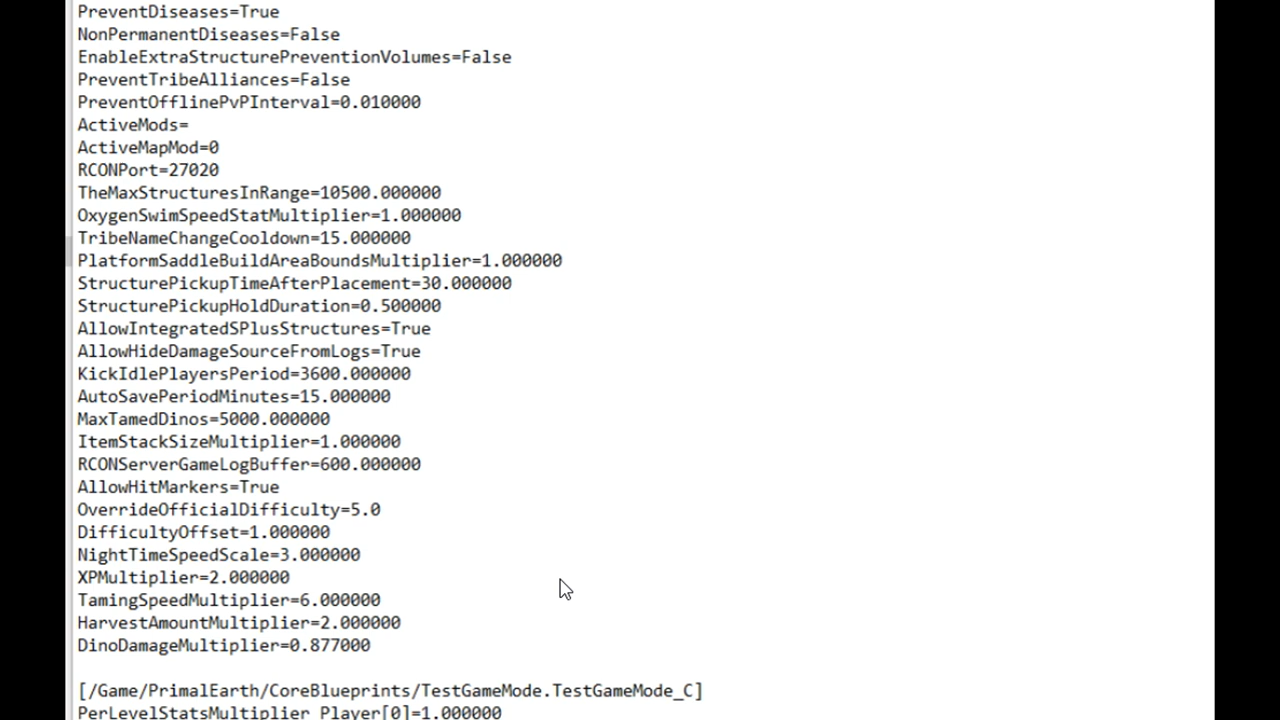 PreventDiseases=True
NonPermanentDiseases=False
EnableExtraStructurePreventionVolumes=False
PreventTribeAlliances=False
PreventOfflinePvPInterval=0.010000
ActiveMods=
ActiveMapMod=0
RCONPort=27020
TheMaxStructuresInRange=10500.000000
OxygenSwimSpeedStatMultiplier=1.000000
TribeNameChangeCooldown=15.000000
PlatformSaddleBuildAreaBoundsMultiplier=1.000000
StructurePickupTimeAfterPlacement=30.000000
StructurePickupHoldDuration=0.500000
AllowIntegratedSPlusStructures=True
AllowHideDamageSourceFromLogs=True
KickIdlePlayersPeriod=3600.000000
AutoSavePeriodMinutes=15.000000
MaxTamedDinos=5000.000000
ItemStackSizeMultiplier=1.000000
RCONServerGameLogBuffer=600.000000
AllowHitMarkers=True
OverrideOfficialDifficulty=5.0
DifficultyOffset=1.000000
NightTimeSpeedScale=3.000000
XPMultiplier=2.000000
TamingSpeedMultiplier=6.000000
HarvestAmountMultiplier=2.000000
DinoDamageMultiplier=0.877000
[/Game/PrimalEarth/CoreBlueprints/TestGameMode.TestGameMode_C]
PerLevelStatsMultiplier_Player[0]=1.000000